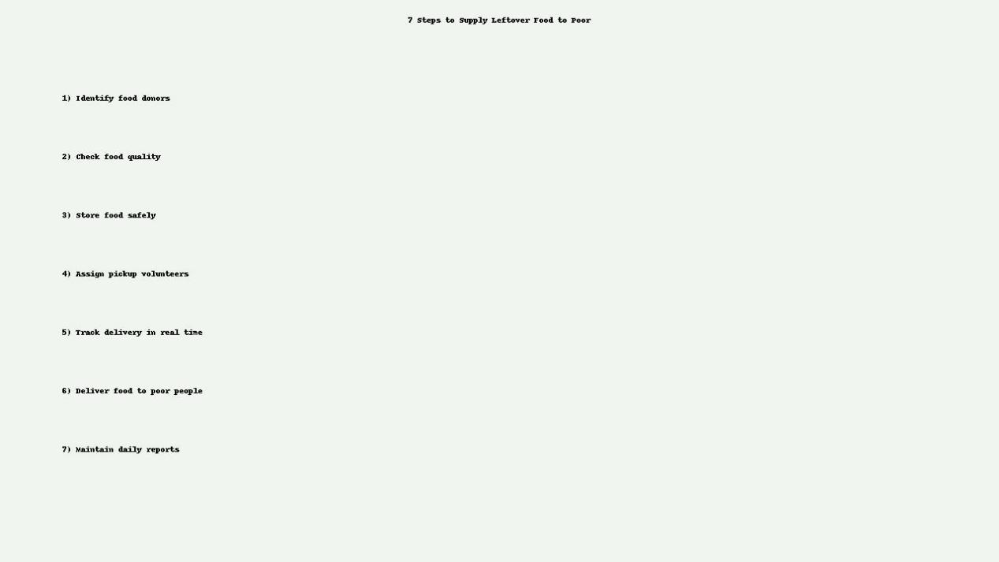 7 Steps to Supply Leftover Food to Poor
1) Identify food donors
2) Check food quality
3) Store food safely
4) Assign pickup volunteers
5) Track delivery in real time
6) Deliver food to poor people
7) Maintain daily reports